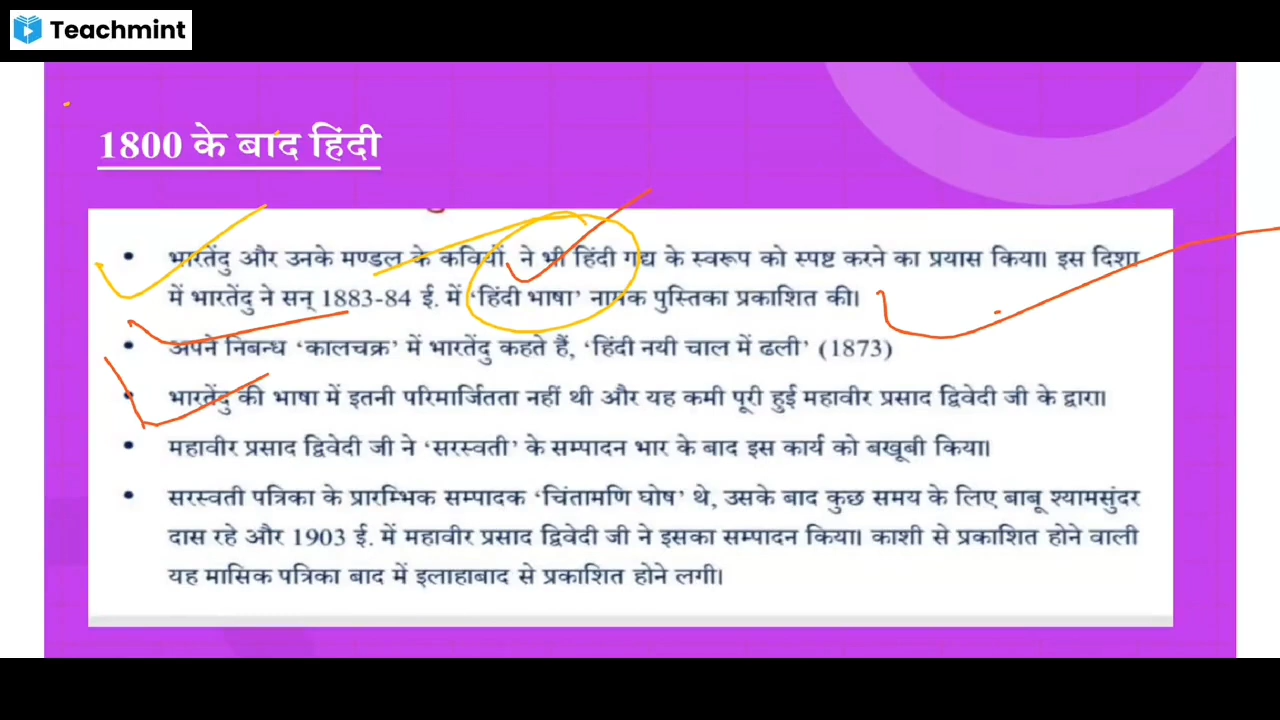 Teachmint
1800 के बाद हिंदी
• भारतेंदु और उनके मण्डल के कवियों, ने भी हिंदी गद्य के स्वरूप को स्पष्ट करने का प्रयास किया। इस दिशा
में भारतेंदु ने सन् 1883-84 ई. में 'हिंदी भाषा' नामक पुस्तिका प्रकाशित की।
• अपने निबन्ध 'कालचक्र' में भारतेंदु कहते हैं, 'हिंदी नयी चाल में ढली' (1873)
• भारतेंदु की भाषा में इतनी परिमार्जितता नहीं थी और यह कमी पूरी हुई महावीर प्रसाद द्विवेदी जी के द्वारा।
• महावीर प्रसाद द्विवेदी जी ने 'सरस्वती' के सम्पादन भार के बाद इस कार्य को बखूबी किया।
• सरस्वती पत्रिका के प्रारम्भिक सम्पादक 'चिंतामणि घोष' थे, उसके बाद कुछ समय के लिए बाबू श्यामसुंदर
दास रहे और 1903 ई. में महावीर प्रसाद द्विवेदी जी ने इसका सम्पादन किया। काशी से प्रकाशित होने वाली
यह मासिक पत्रिका बाद में इलाहाबाद से प्रकाशित होने लगी।